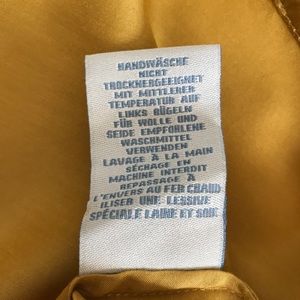 HANDWÄSCHE
NICHT
TROCKNERGEEIGNET
MIT MITTLERER
TEMPERATUR AUF
LINKS BÜGELN
FÜR WOLLE UND
SEIDE EMPFOHLENE
WASCHMITTEL
VERWENDEN
LAVAGE À LA MAIN
SÉCHAGE EN
MACHINE INTERDIT
REPASSAGE À
L'ENVERS AU FER CHAUD
ILISER UNE LESSIVE
SPÉCIALE LAINE ET SOIE